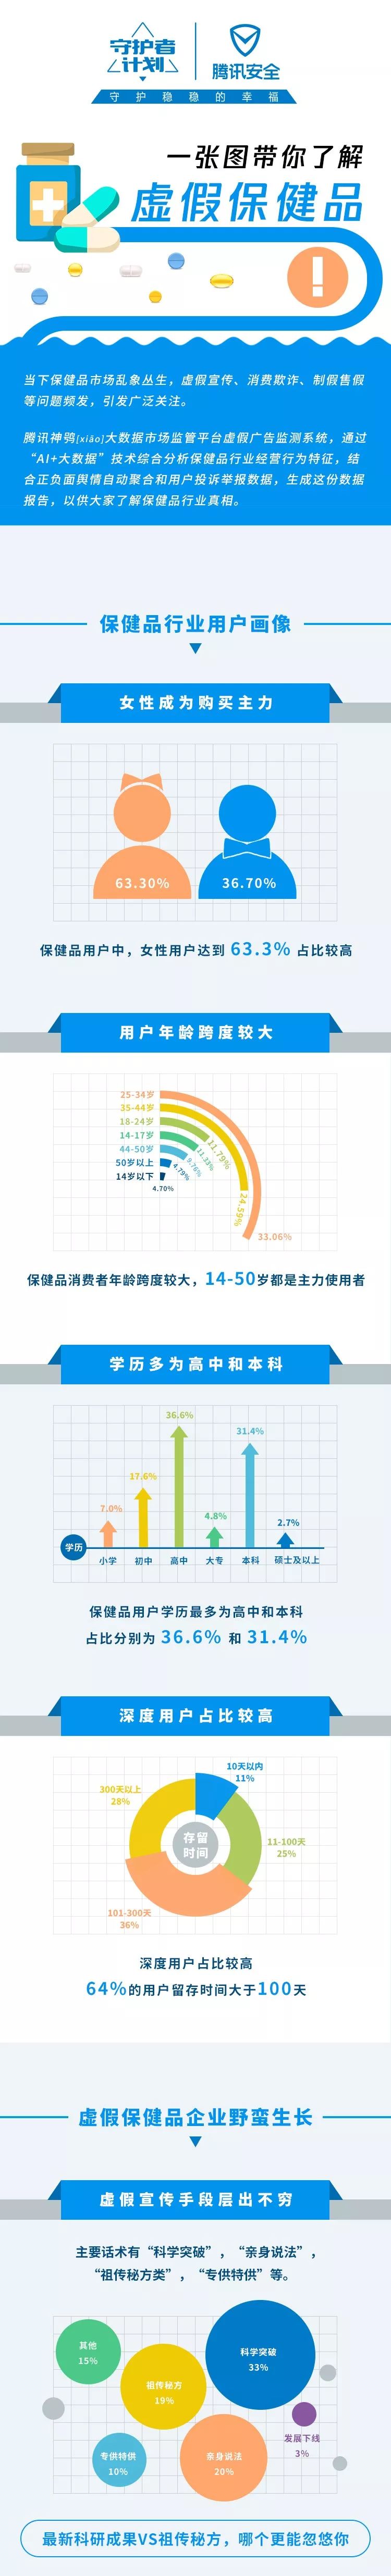 守护者
计划
腾讯安全
守护稳稳的幸福
一张图带你了解
虚假保健品
当下保健品市场乱象丛生，虚假宣传、消费欺诈、制假售假
等问题频发，引发广泛关注。
腾讯神鸮[xiāo]大数据市场监管平台虚假广告监测系统，通过
“AI+大数据”技术综合分析保健品行业经营行为特征，结
合正负面舆情自动聚合和用户投诉举报数据，生成这份数据
报告，以供大家了解保健品行业真相。
保健品行业用户画像
女性成为购买主力
63.30%
36.70%
保健品用户中，女性用户达到 63.3% 占比较高
用户年龄跨度较大
25-34岁
35-44岁
18-24岁
14-17岁
44-50岁
50岁以上
14岁以下
4.70%
4.79%
9.76%
11.33%
11.79%
24.59%
33.06%
保健品消费者年龄跨度较大，14-50岁都是主力使用者
学历多为高中和本科
36.6%
31.4%
17.6%
7.0%
4.8%
2.7%
学历
小学
初中
高中
大专
本科
硕士及以上
保健品用户学历最多为高中和本科
占比分别为 36.6% 和 31.4%
深度用户占比较高
10天以内
11%
300天以上
28%
存留
时间
11-100天
25%
101-300天
36%
深度用户占比较高
64%的用户留存时间大于100天
虚假保健品企业野蛮生长
虚假宣传手段层出不穷
主要话术有“科学突破”，“亲身说法”，
“祖传秘方类”，“专供特供”等。
其他
15%
科学突破
33%
祖传秘方
19%
发展下线
3%
专供特供
10%
亲身说法
20%
最新科研成果VS祖传秘方，哪个更能忽悠你